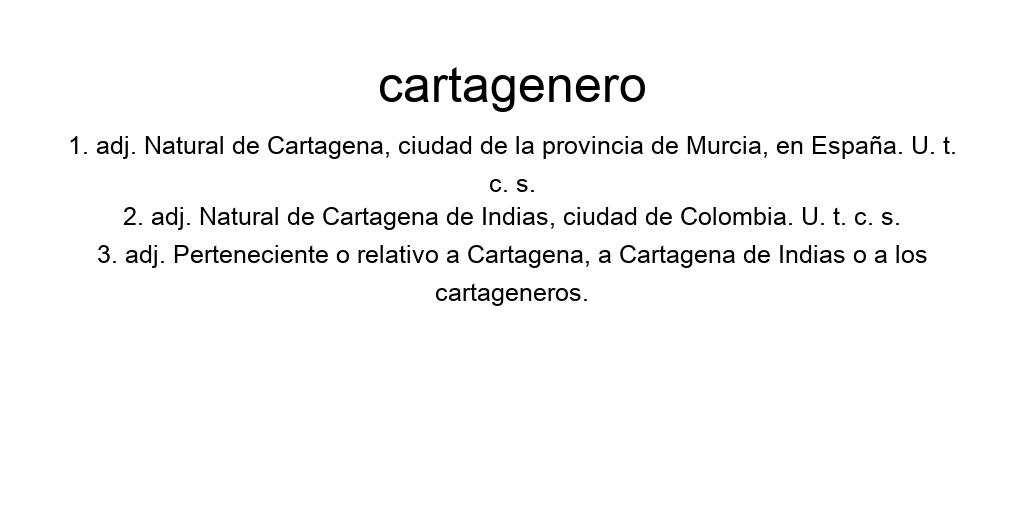 cartagenero
1. adj. Natural de Cartagena, ciudad de la provincia de Murcia, en España. U. t.
c. s.
2. adj. Natural de Cartagena de Indias, ciudad de Colombia. U. t. c. s.
3. adj. Perteneciente o relativo a Cartagena, a Cartagena de Indias o a los
cartageneros.